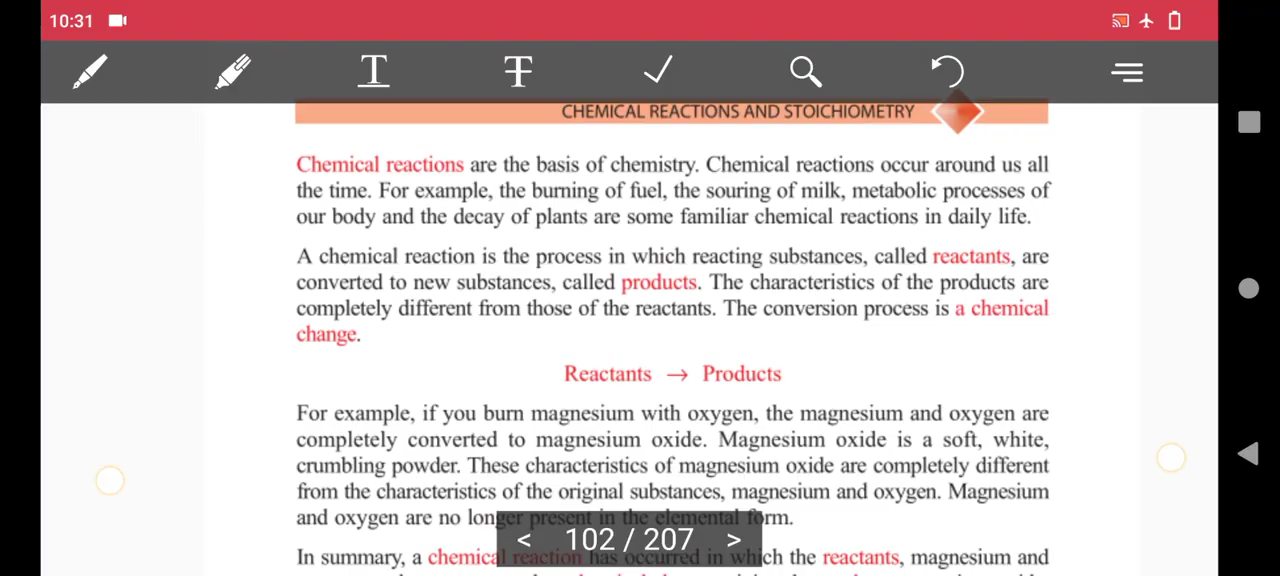 10:31
CHEMICAL REACTIONS AND STOICHIOMETRY
Chemical reactions are the basis of chemistry. Chemical reactions occur around us all
the time. For example, the burning of fuel, the souring of milk, metabolic processes of
our body and the decay of plants are some familiar chemical reactions in daily life.
A chemical reaction is the process in which reacting substances, called reactants, are
converted to new substances, called products. The characteristics of the products are
completely different from those of the reactants. The conversion process is a chemical
change.
Reactants → Products
For example, if you burn magnesium with oxygen, the magnesium and oxygen are
completely converted to magnesium oxide. Magnesium oxide is a soft, white,
crumbling powder. These characteristics of magnesium oxide are completely different
from the characteristics of the original substances, magnesium and oxygen. Magnesium
and oxygen are no longer present in the elemental form.
< 102 / 207 >
In summary, a chemical reaction has occurred in which the reactants, magnesium and